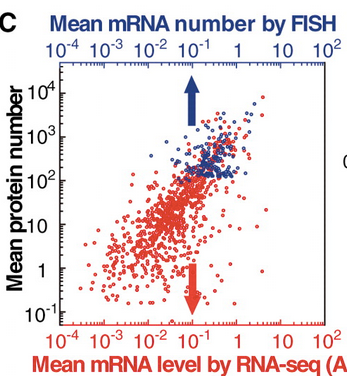 C
Mean mRNA number by FISH
10⁻⁴ 10⁻³ 10⁻² 10⁻¹ 1 10 10²
Mean protein number
10⁴
10³
10²
10
1
10⁻¹
10⁻⁴ 10⁻³ 10⁻² 10⁻¹ 1 10 10²
Mean mRNA level by RNA-seq (A